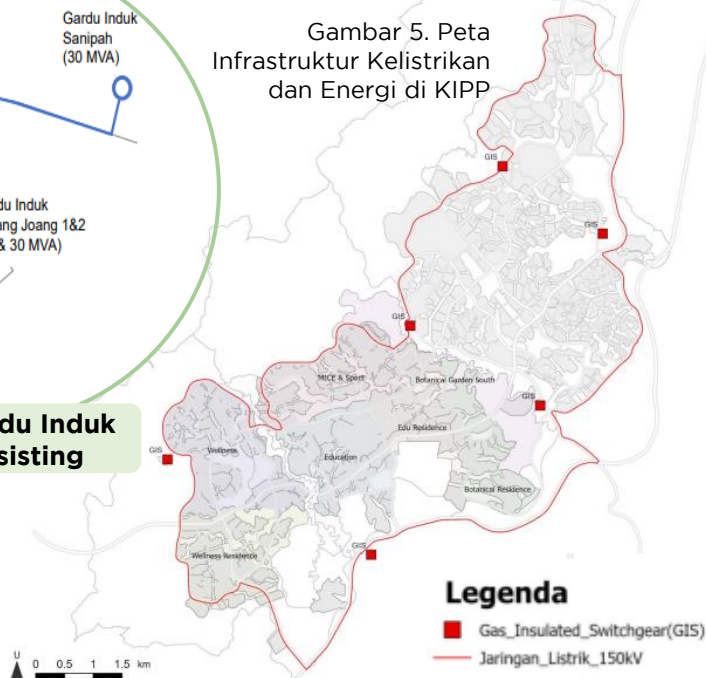 Gardu Induk
Sanipah
(30 MVA)
Gambar 5. Peta
Infrastruktur Kelistrikan
dan Energi di KIPP
du Induk
ang Joang 1&2
& 30 MVA)
du Induk
sisting
GIS
GIS
GIS
MICE & Sport
Botanical Garden South
GIS
Edu Residence
GIS
Wellness
Education
Botanical Residence
GIS
Wellness Residence
Legenda
Gas_Insulated_Switchgear(GIS)
Jaringan_Listrik_150kV
U
0 0.5 1 1.5 km